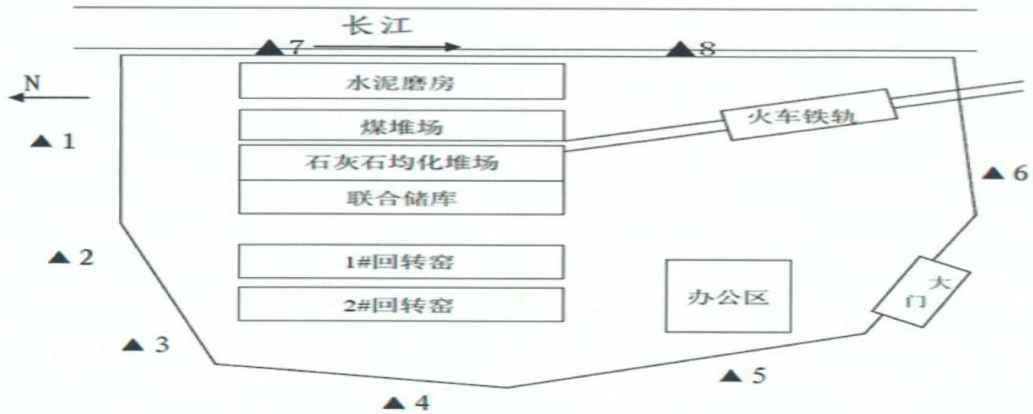 长江
▲7
▲8
水泥磨房
N
煤堆场
火车铁轨
▲1
石灰石均化堆场
▲6
联合储库
▲2
1#回转窑
大门
办公区
2#回转窑
▲3
▲5
▲4